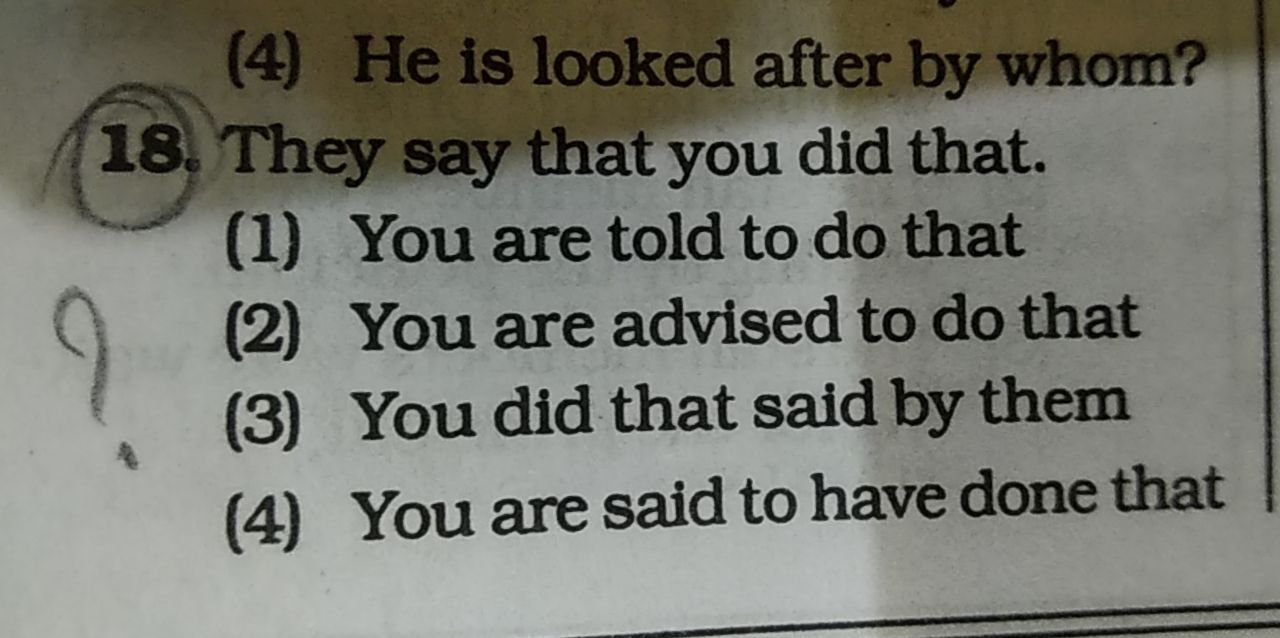 (4) He is looked after by whom?
18. They say that you did that.
(1) You are told to do that
(2) You are advised to do that
(3) You did that said by them
(4) You are said to have done that
?